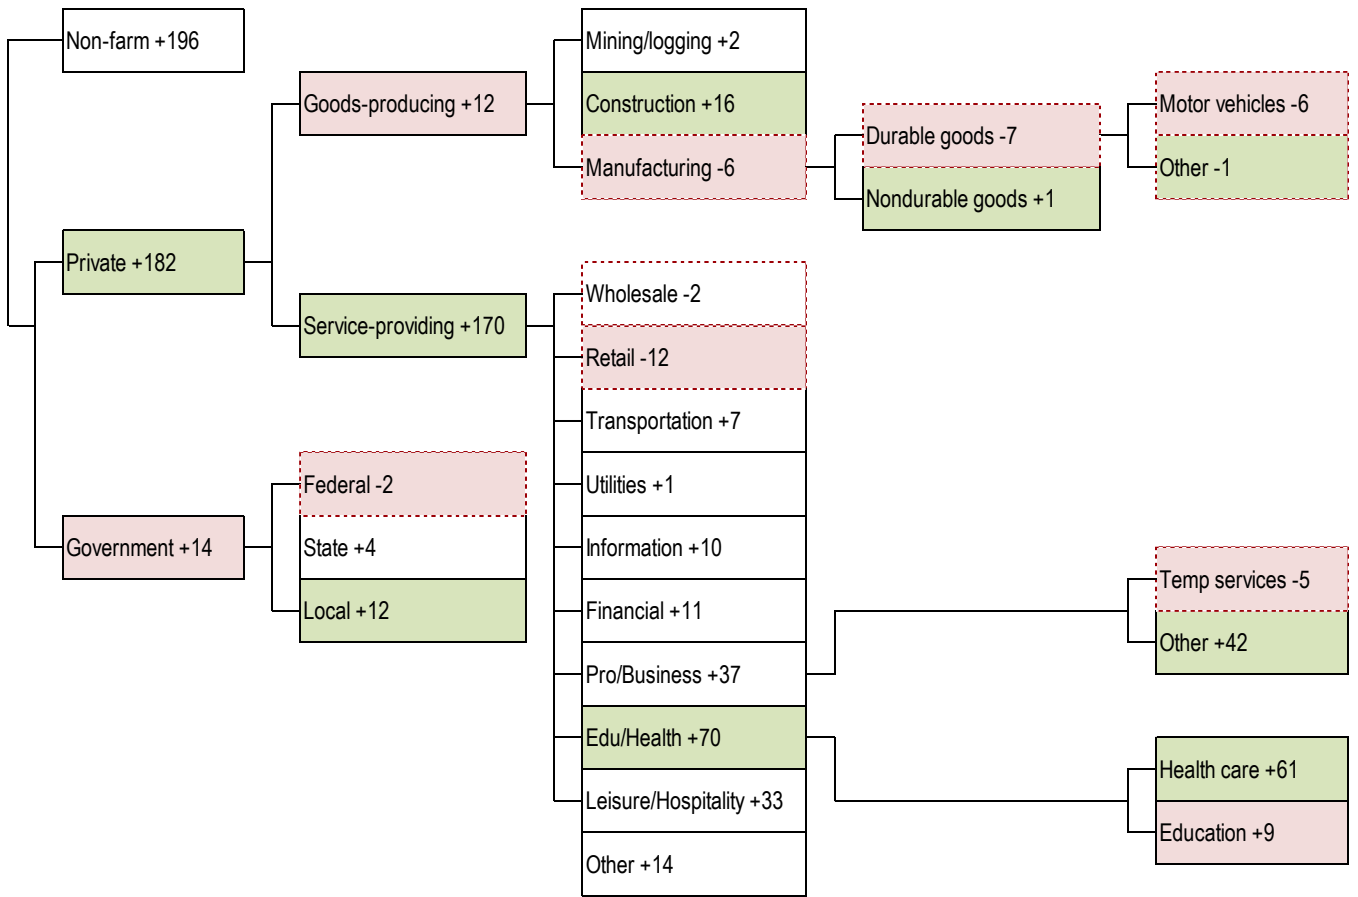 Non-farm +196
Private +182
Government +14
Goods-producing +12
Service-providing +170
Federal -2
State +4
Local +12
Mining/logging +2
Construction +16
Manufacturing -6
Wholesale -2
Retail -12
Transportation +7
Utilities +1
Information +10
Financial +11
Pro/Business +37
Edu/Health +70
Leisure/Hospitality +33
Other +14
Durable goods -7
Nondurable goods +1
Motor vehicles -6
Other -1
Temp services -5
Other +42
Health care +61
Education +9